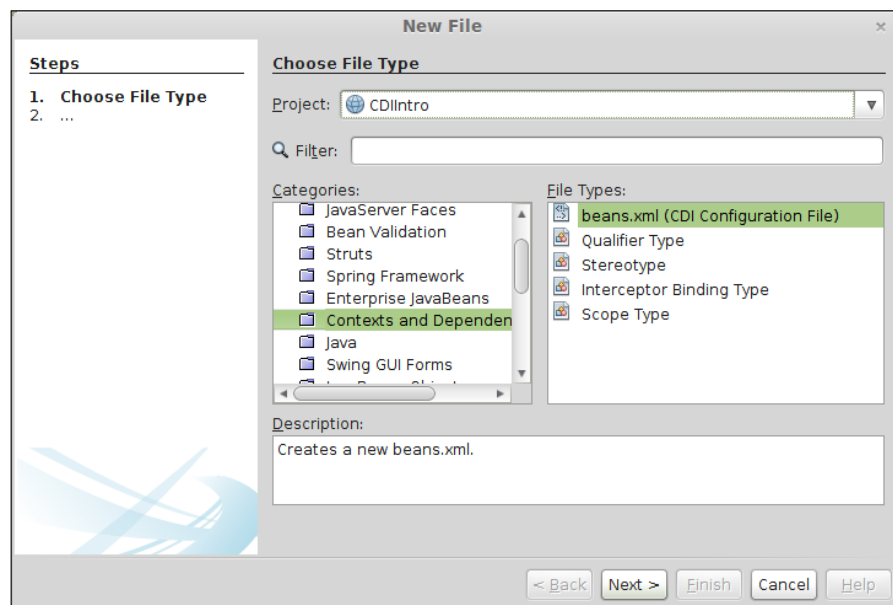 New File
Steps
1. Choose File Type
2. ...
Choose File Type
Project: CDIIntro
Filter:
Categories:
JavaServer Faces
Bean Validation
Struts
Spring Framework
Enterprise JavaBeans
Contexts and Dependen
Java
Swing GUI Forms
File Types:
beans.xml (CDI Configuration File)
Qualifier Type
Stereotype
Interceptor Binding Type
Scope Type
Description:
Creates a new beans.xml.
< Back Next > Finish Cancel Help